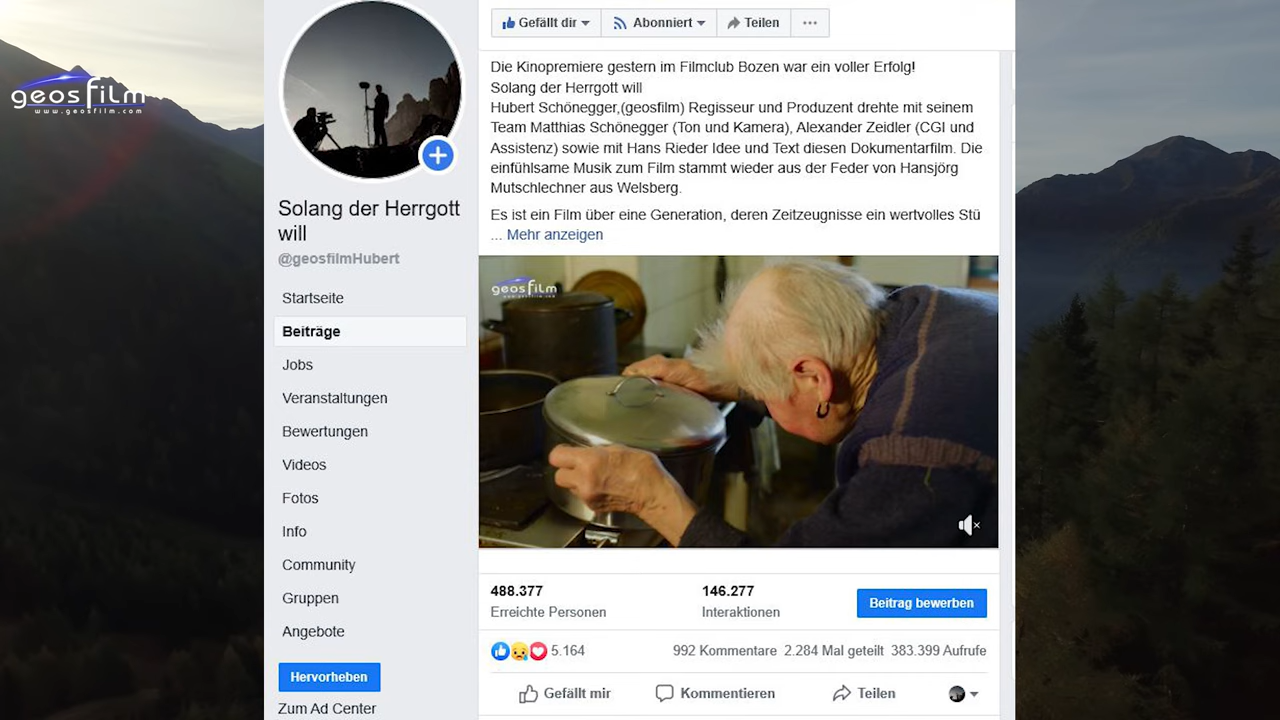 geosfilm
www.geosfilm.com
Gefällt dir
Abonniert
Teilen
Die Kinopremiere gestern im Filmclub Bozen war ein voller Erfolg!
Solang der Herrgott will
Hubert Schönegger,(geosfilm) Regisseur und Produzent drehte mit seinem
Team Matthias Schönegger (Ton und Kamera), Alexander Zeidler (CGI und
Assistenz) sowie mit Hans Rieder Idee und Text diesen Dokumentarfilm. Die
einfühlsame Musik zum Film stammt wieder aus der Feder von Hansjörg
Mutschlechner aus Welsberg.
Es ist ein Film über eine Generation, deren Zeitzeugnisse ein wertvolles Stü
... Mehr anzeigen
Solang der Herrgott
will
@geosfilmHubert
Startseite
Beiträge
Jobs
Veranstaltungen
Bewertungen
Videos
Fotos
Info
Community
Gruppen
Angebote
Hervorheben
Zum Ad Center
geosfilm
www.geosfilm.com
488.377
Erreichte Personen
146.277
Interaktionen
Beitrag bewerben
5.164
992 Kommentare 2.284 Mal geteilt 383.399 Aufrufe
Gefällt mir
Kommentieren
Teilen